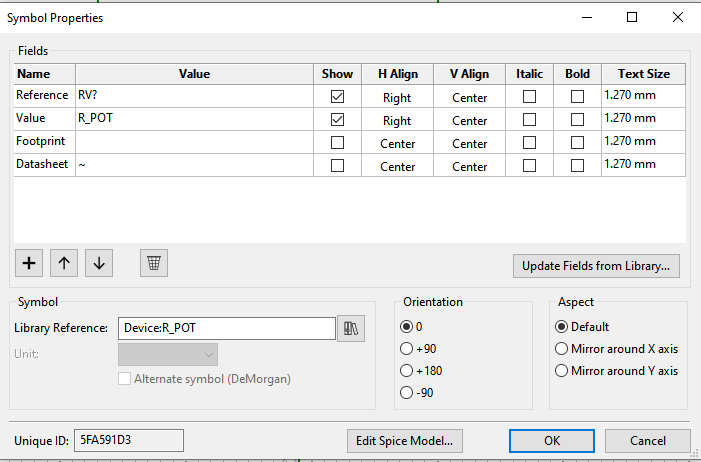 Symbol Properties
Fields
Name Value Show H Align V Align Italic Bold Text Size
Reference RV? Right Center 1.270 mm
Value R_POT Right Center 1.270 mm
Footprint Center Center 1.270 mm
Datasheet ~ Center Center 1.270 mm
Update Fields from Library...
Symbol
Library Reference: Device:R_POT
Unit:
Alternate symbol (DeMorgan)
Orientation
0
+90
+180
-90
Aspect
Default
Mirror around X axis
Mirror around Y axis
Unique ID: 5FA591D3
Edit Spice Model...
OK
Cancel